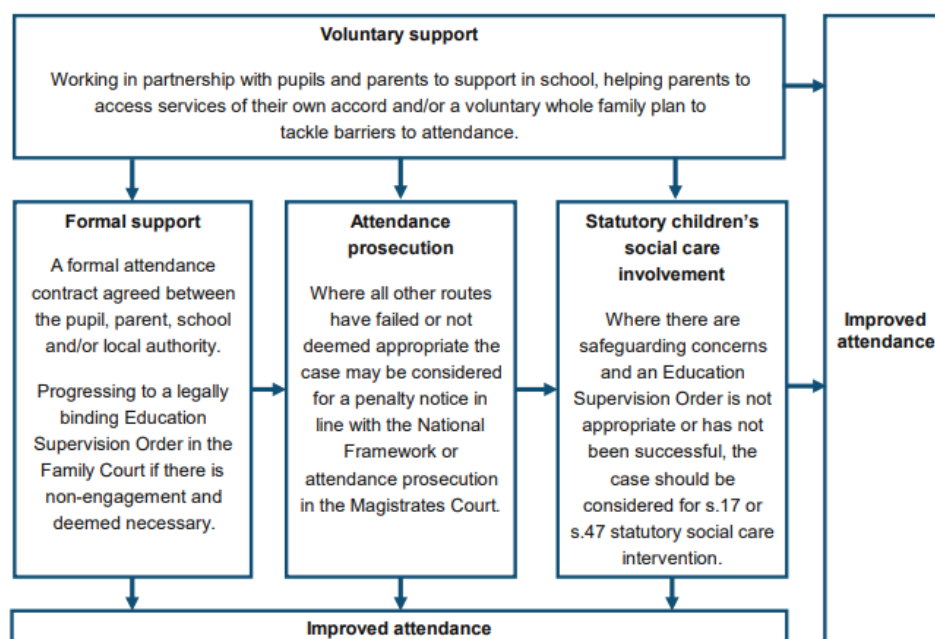 Voluntary support
Working in partnership with pupils and parents to support in school, helping parents to
access services of their own accord and/or a voluntary whole family plan to
tackle barriers to attendance.
Formal support
A formal attendance
contract agreed between
the pupil, parent, school
and/or local authority.
Progressing to a legally
binding Education
Supervision Order in the
Family Court if there is
non-engagement and
deemed necessary.
Attendance
prosecution
Where all other routes
have failed or not
deemed appropriate the
case may be considered
for a penalty notice in
line with the National
Framework or
attendance prosecution
in the Magistrates Court.
Statutory children's
social care
involvement
Where there are
safeguarding concerns
and an Education
Supervision Order is not
appropriate or has not
been successful, the
case should be
considered for s.17 or
s.47 statutory social care
intervention.
Improved
attendance
Improved attendance